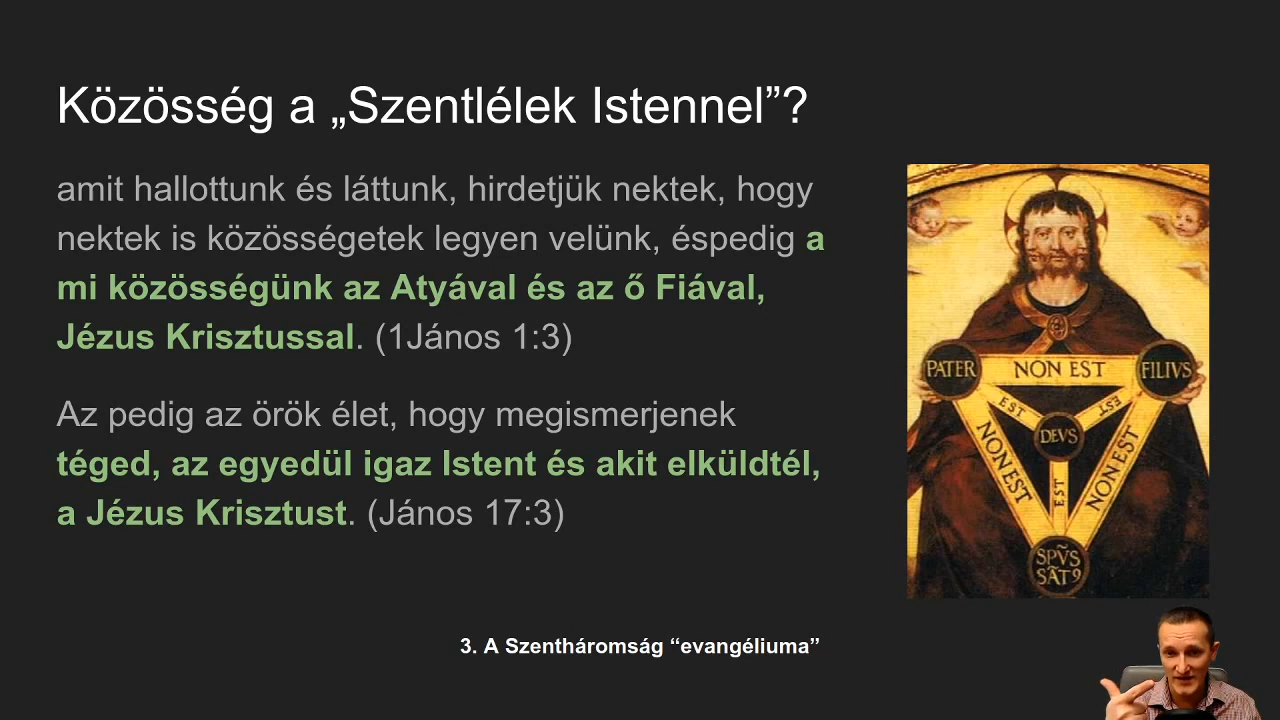 Közösség a „Szentlélek Istennel”?
amit hallottunk és láttunk, hirdetjük nektek, hogy
nektek is közösségetek legyen velünk, éspedig a
mi közösségünk az Atyával és az ő Fiával,
Jézus Krisztussal. (1János 1:3)
Az pedig az örök élet, hogy megismerjenek
téged, az egyedül igaz Istent és akit elküldtél,
a Jézus Krisztust. (János 17:3)
PATER
NON EST
FILIVS
EST
EST
DEVS
NON EST
EST
NON EST
SPṼS
SÃT9
3. A Szentháromság “evangéliuma”